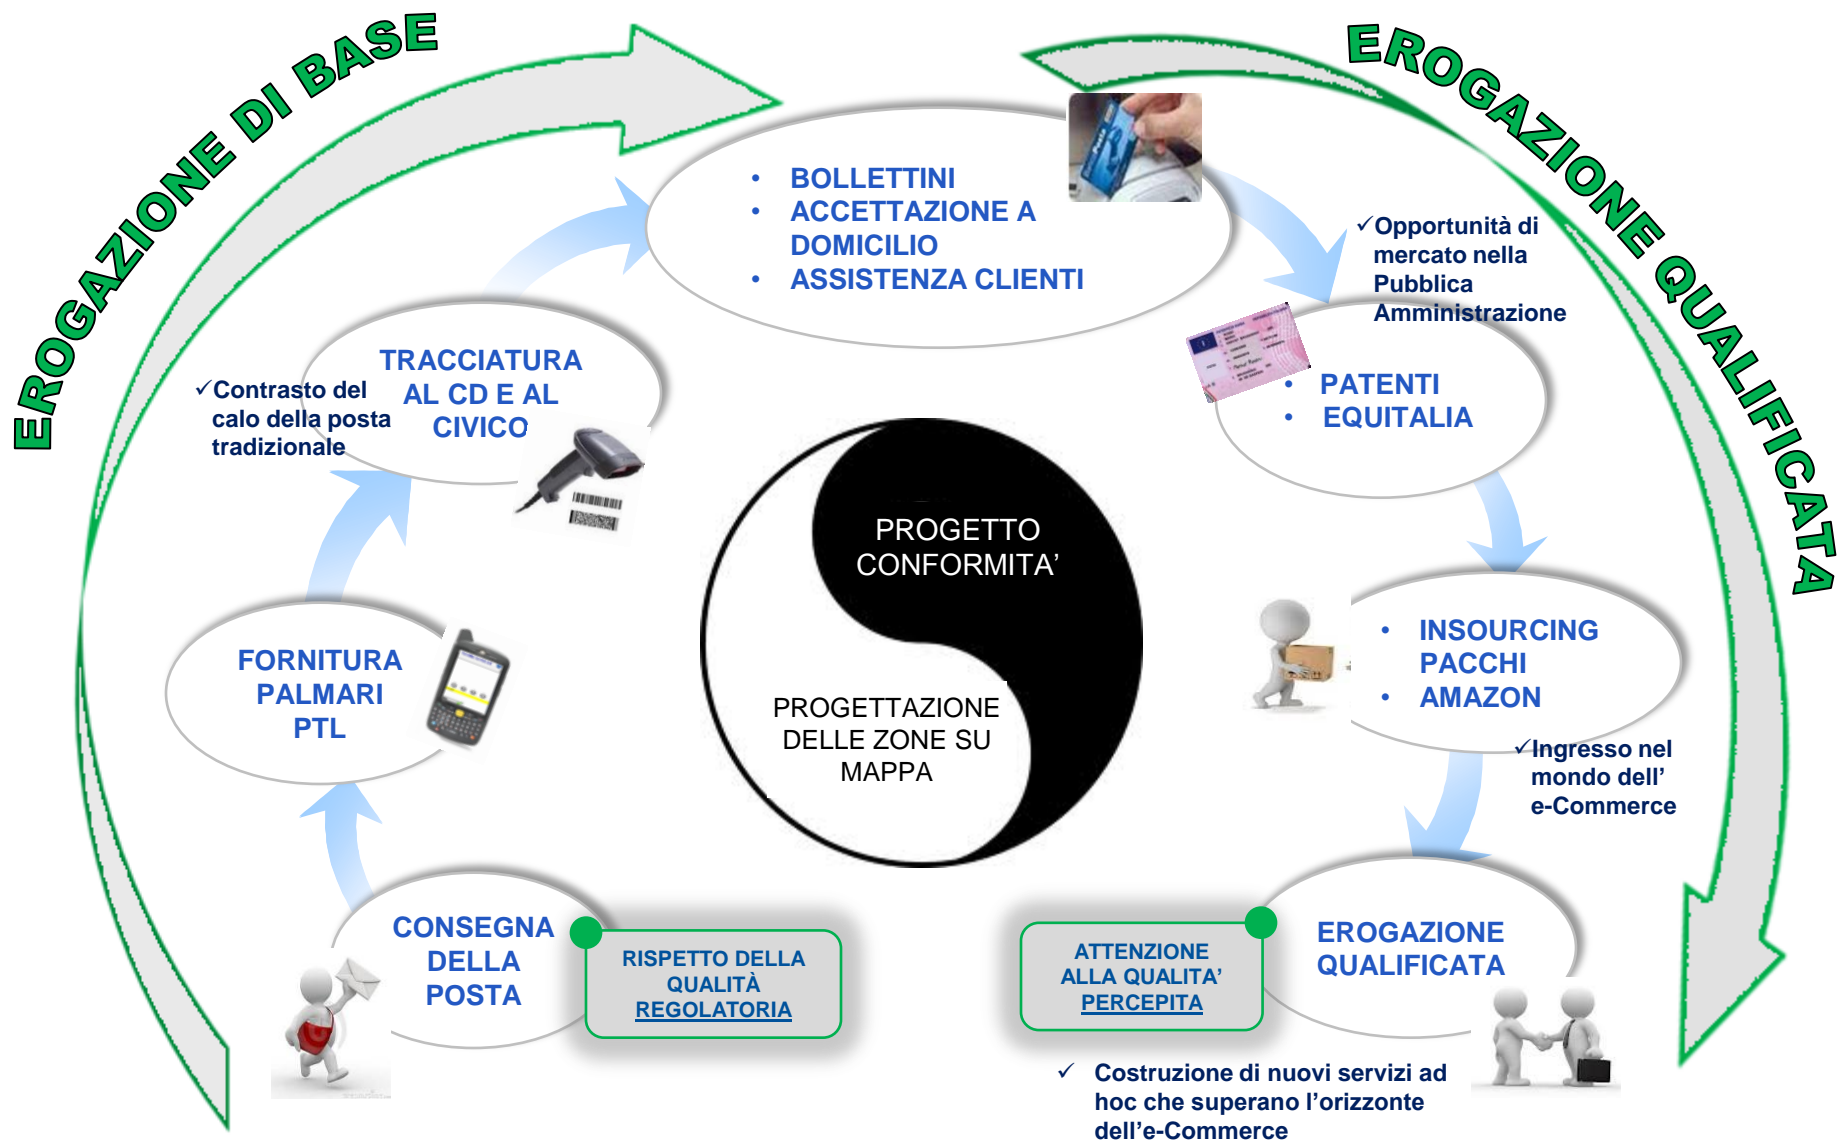 EROGAZIONE DI BASE
EROGAZIONE QUALIFICATA
• BOLLETTINI
• ACCETTAZIONE A
DOMICILIO
• ASSISTENZA CLIENTI
✓Opportunità di
mercato nella
Pubblica
Amministrazione
TRACCIATURA
AL CD E AL
CIVICO
✓Contrasto del
calo della posta
tradizionale
• PATENTI
• EQUITALIA
PROGETTO
CONFORMITA’
PROGETTAZIONE
DELLE ZONE SU
MAPPA
FORNITURA
PALMARI
PTL
• INSOURCING
PACCHI
• AMAZON
✓Ingresso nel
mondo dell’
e-Commerce
CONSEGNA
DELLA
POSTA
RISPETTO DELLA
QUALITÀ
REGOLATORIA
ATTENZIONE
ALLA QUALITA’
PERCEPITA
EROGAZIONE
QUALIFICATA
✓ Costruzione di nuovi servizi ad
hoc che superano l’orizzonte
dell’e-Commerce